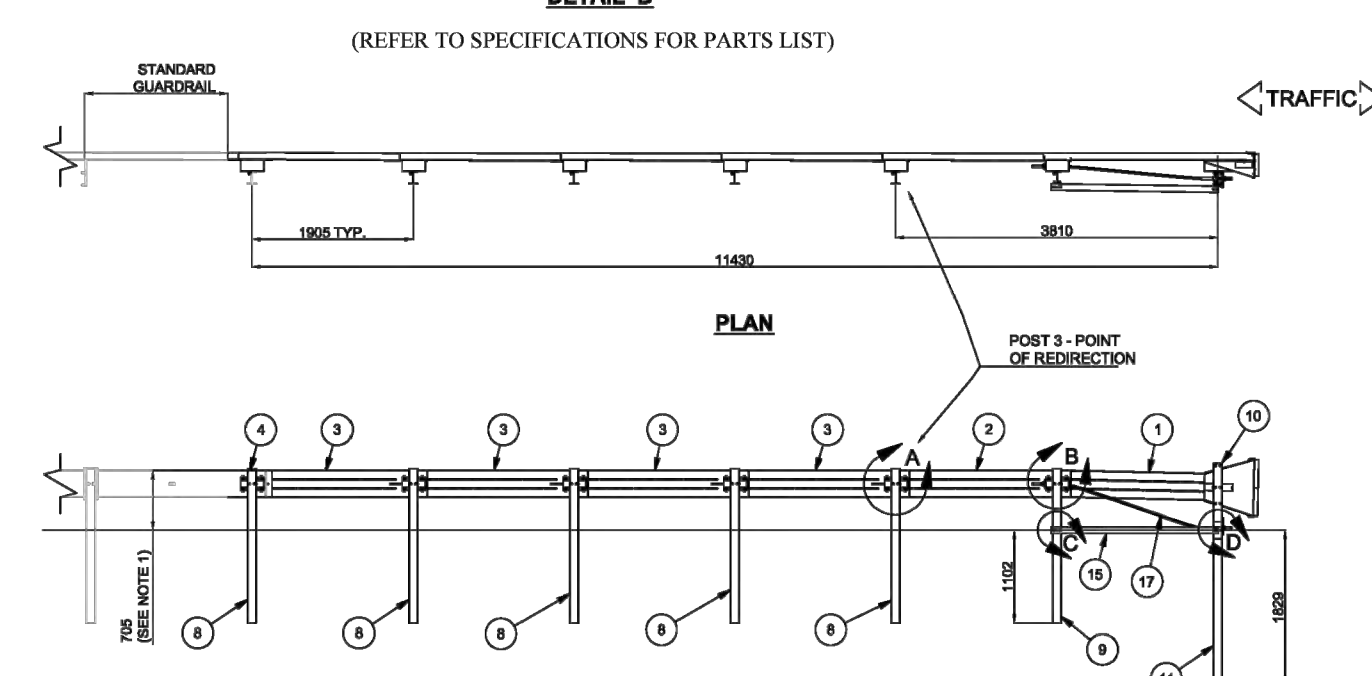 DETAIL D
(REFER TO SPECIFICATIONS FOR PARTS LIST)
STANDARD
GUARDRAIL
TRAFFIC
1905 TYP.
3810
11430
PLAN
POST 3 - POINT
OF REDIRECTION
4
3
3
3
3
2
1
10
A
B
C
D
705
(SEE NOTE 1)
1102
1829
15
17
8
8
8
8
8
9
11